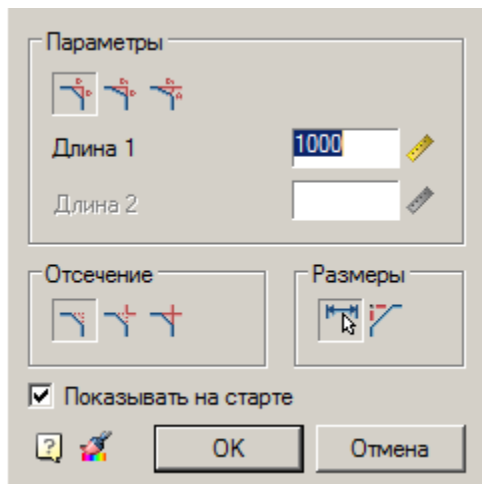 Параметры
Длина 1
1000
Длина 2
Отсечение
Размеры
Показывать на старте
OK
Отмена